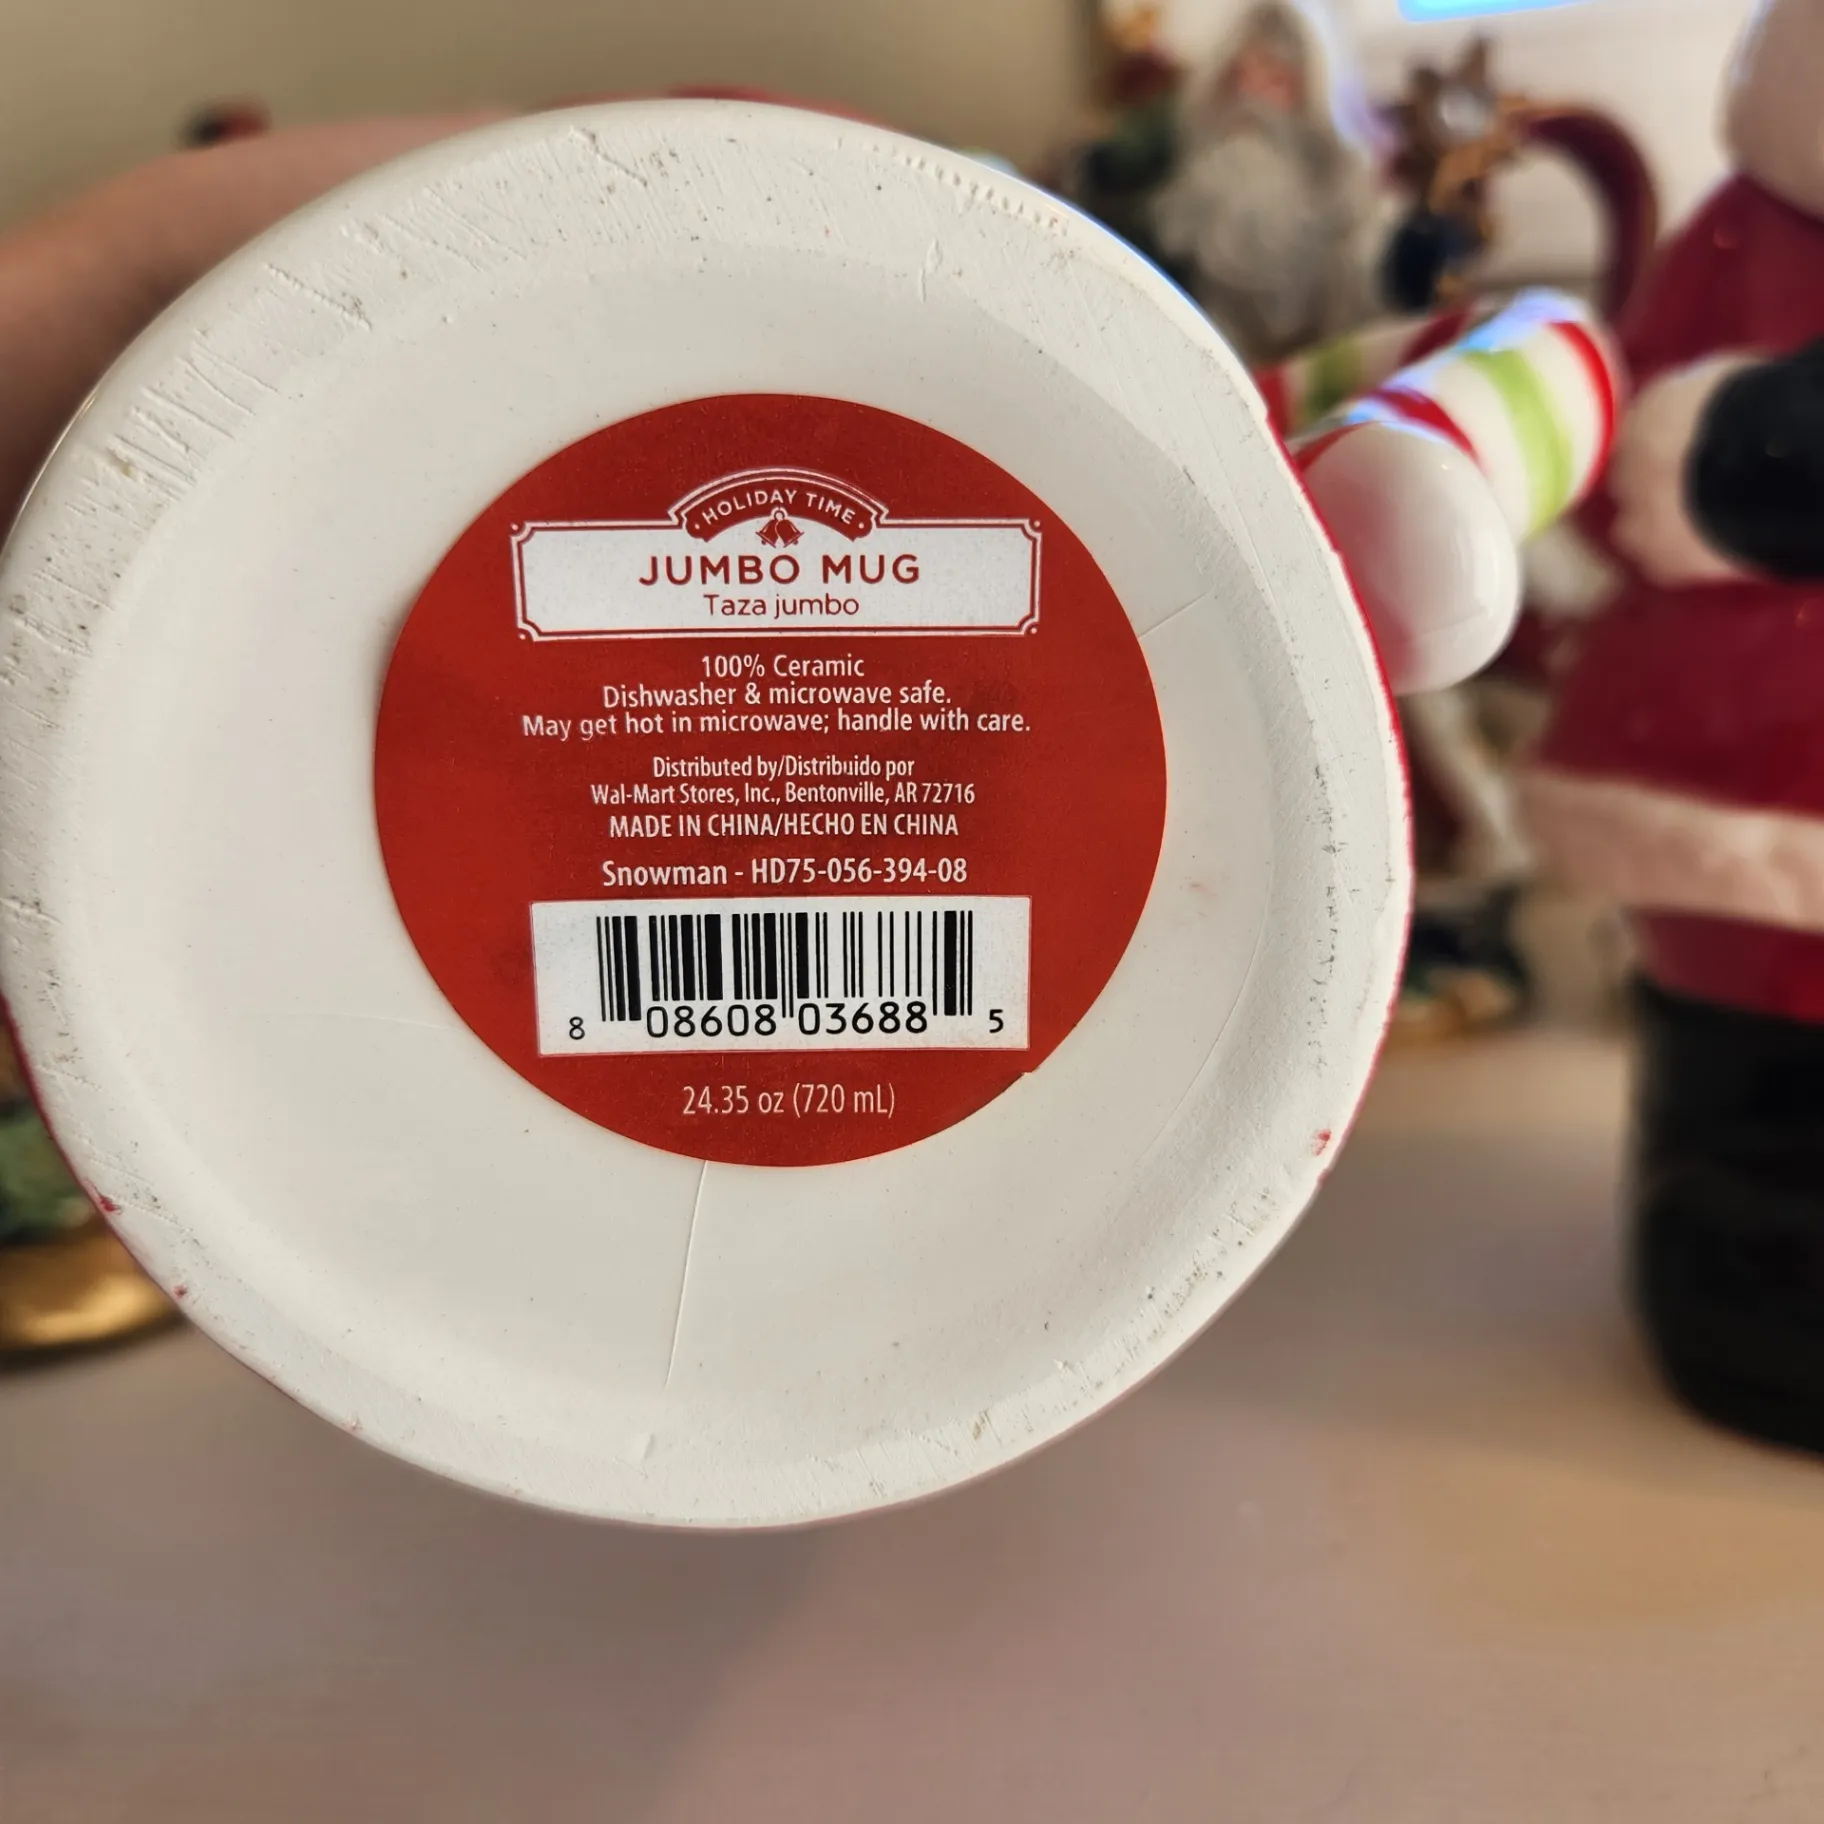 HOLIDAY TIME
JUMBO MUG
Taza jumbo
100% Ceramic
Dishwasher & microwave safe.
May get hot in microwave; handle with care.
Distributed by/Distribuido por
Wal-Mart Stores, Inc., Bentonville, AR 72716
MADE IN CHINA/HECHO EN CHINA
Snowman - HD75-056-394-08
8 08608 03688 5
24.35 oz (720 mL)